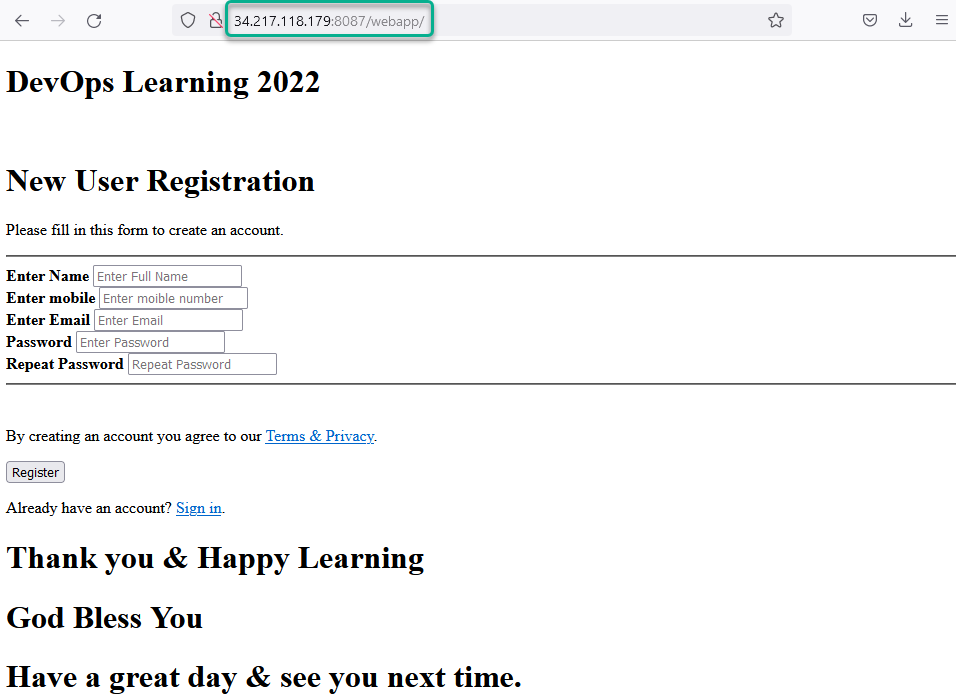 34.217.118.179:8087/webapp/
DevOps Learning 2022
New User Registration
Please fill in this form to create an account.
Enter Name Enter Full Name
Enter mobile Enter moible number
Enter Email Enter Email
Password Enter Password
Repeat Password Repeat Password
By creating an account you agree to our Terms & Privacy.
Register
Already have an account? Sign in.
Thank you & Happy Learning
God Bless You
Have a great day & see you next time.